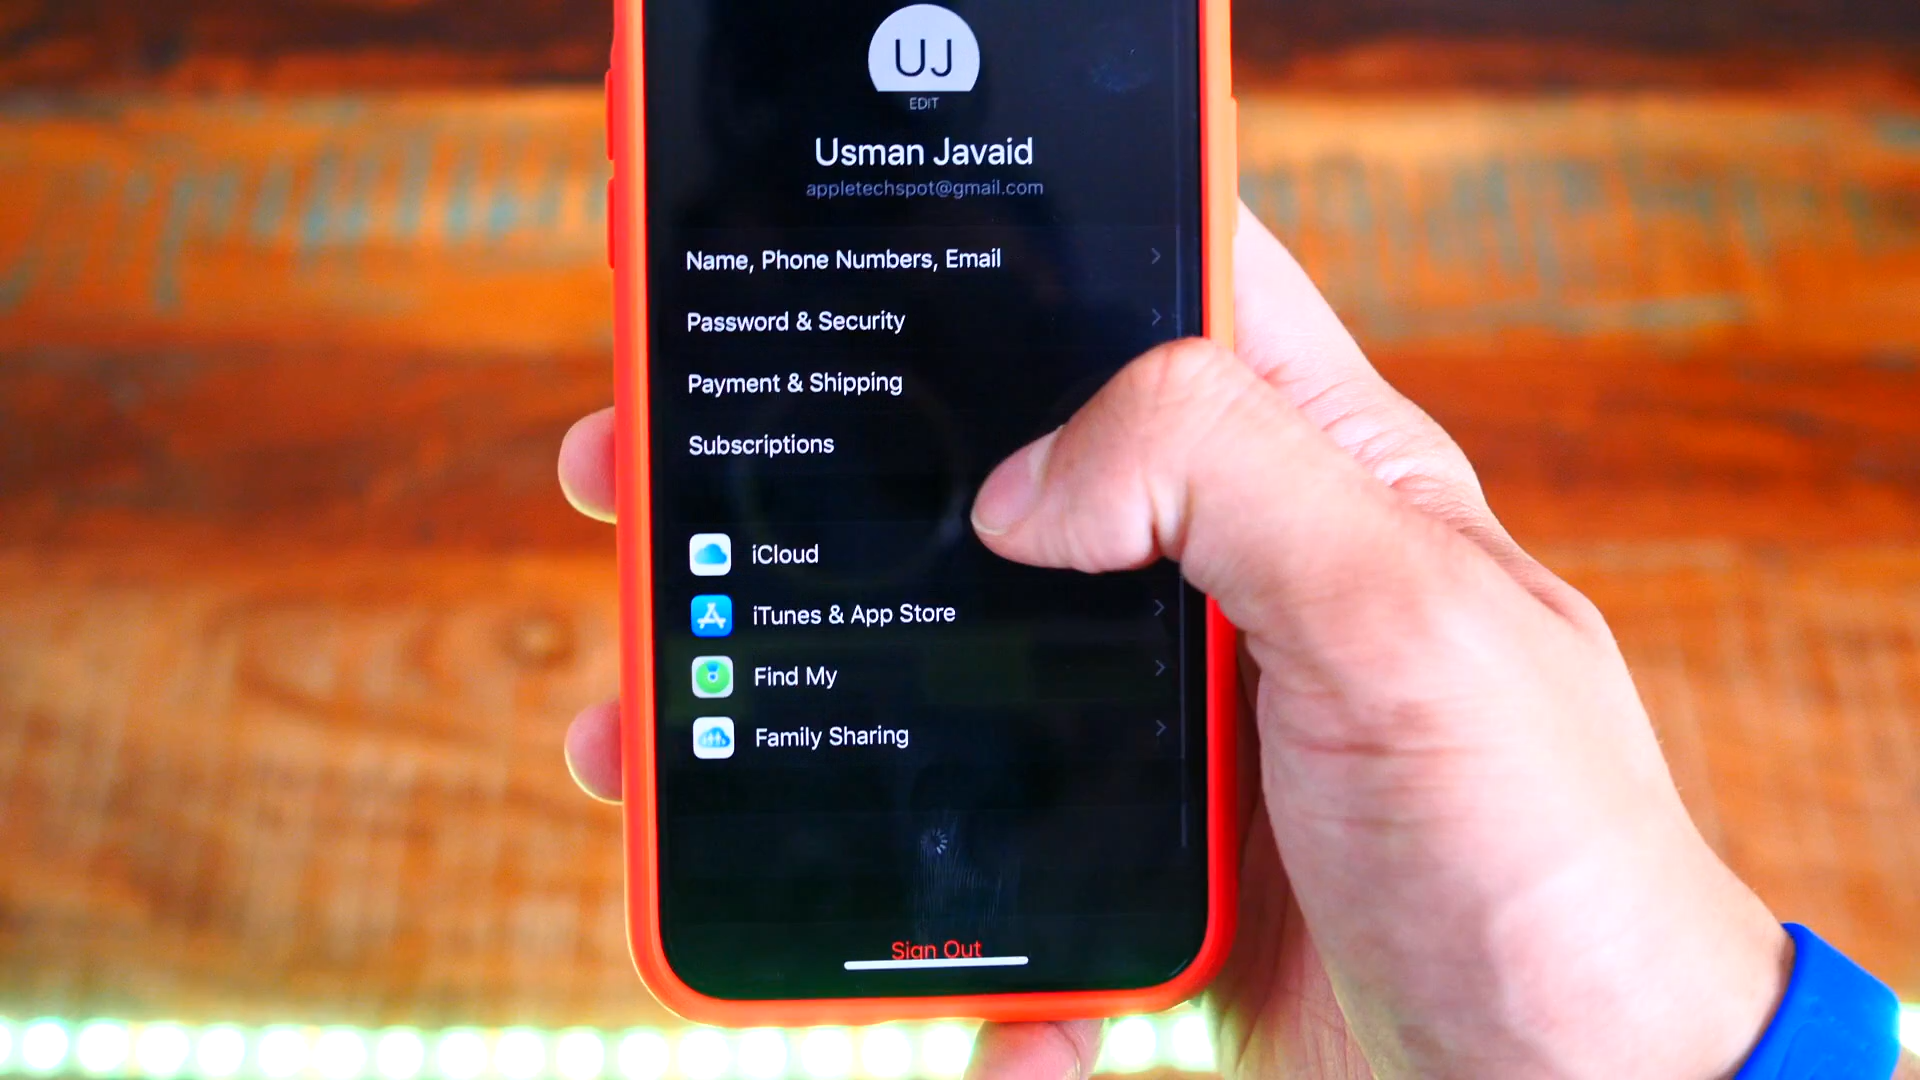 UJ
EDIT
Usman Javaid
appletechspot@gmail.com
Name, Phone Numbers, Email
Password & Security
Payment & Shipping
Subscriptions
iCloud
iTunes & App Store
Find My
Family Sharing
Sign Out